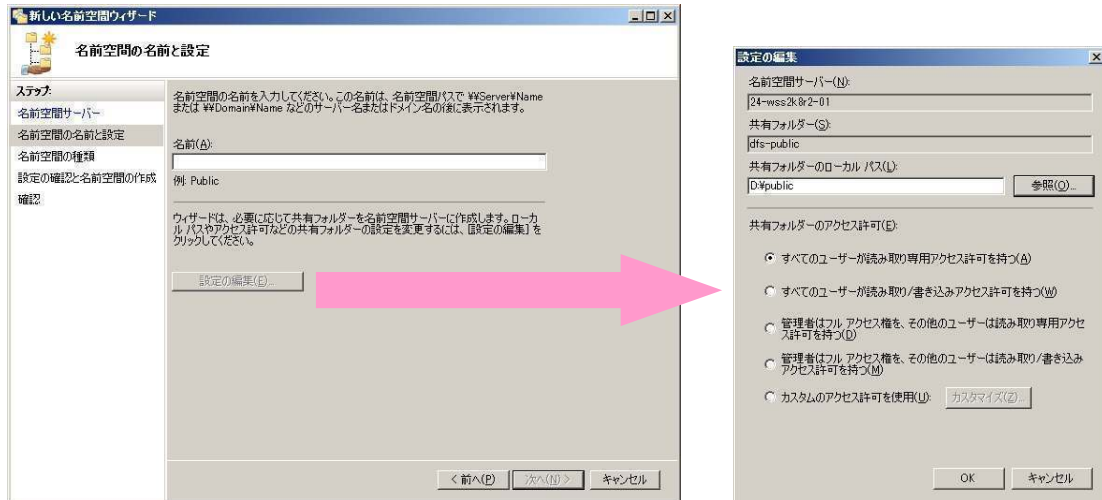 新しい名前空間ウィザード
名前空間の名前と設定
ステップ:
名前空間サーバー
名前空間の名前と設定
名前空間の種類
設定の確認と名前空間の作成
確認
名前空間の名前を入力してください。この名前は、名前空間パスで ¥¥Server¥Name
または ¥¥Domain¥Name などのサーバー名またはドメイン名の後に表示されます。
名前(A):
例: Public
ウィザードは、必要に応じて共有フォルダーを名前空間サーバーに作成します。ローカ
ル パスやアクセス許可などの共有フォルダーの設定を変更するには、[設定の編集] を
クリックしてください。
設定の編集(E)...
< 前へ(P)
次へ(N) >
キャンセル
設定の編集
名前空間サーバー(N):
24-wss2k8r2-01
共有フォルダー(S):
dfs-public
共有フォルダーのローカル パス(L):
D:¥public
参照(O)...
共有フォルダーのアクセス許可(E):
すべてのユーザーが読み取り専用アクセス許可を持つ(A)
すべてのユーザーが読み取り/書き込みアクセス許可を持つ(W)
管理者はフル アクセス権を、その他のユーザーは読み取り専用アクセ
ス許可を持つ(D)
管理者はフル アクセス権を、その他のユーザーは読み取り/書き込み
アクセス許可を持つ(M)
カスタムのアクセス許可を使用(U):
カスタマイズ(Z)...
OK
キャンセル